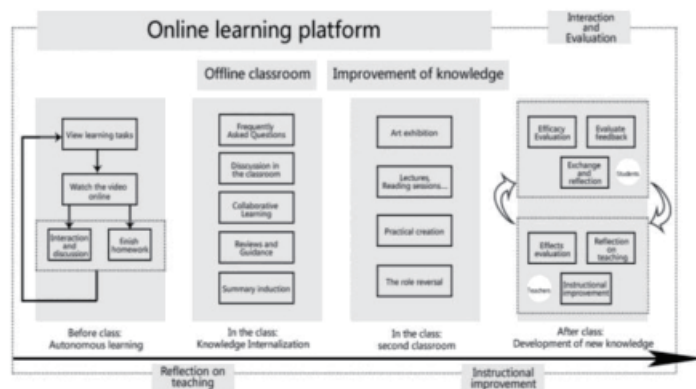 Online learning platform
Interaction
and
Evaluation
Offline classroom
Improvement of knowledge
View learning tasks
Watch the video
online
Interaction
and
discussion
finish
homework
Before class:
Autonomous learning
Frequently
Asked Questions
Disscussion in
the classroom
Collaborative
Learning
Reviews and
Guidance
Summary induction
In the class:
Knowledge Internalization
Art exhibition
Lectures,
Reading sessions...
Practical creation
The role reversal
In the class:
second classroom
Efficacy
Evaluation
Evaluate
feedback
Exchange
and
reflection
Students
Effects
evaluation
Reflection
on
teaching
Teachers
Instructional
improvement
After class:
Development of new knowledge
Reflection on
teaching
Instructional
improvement